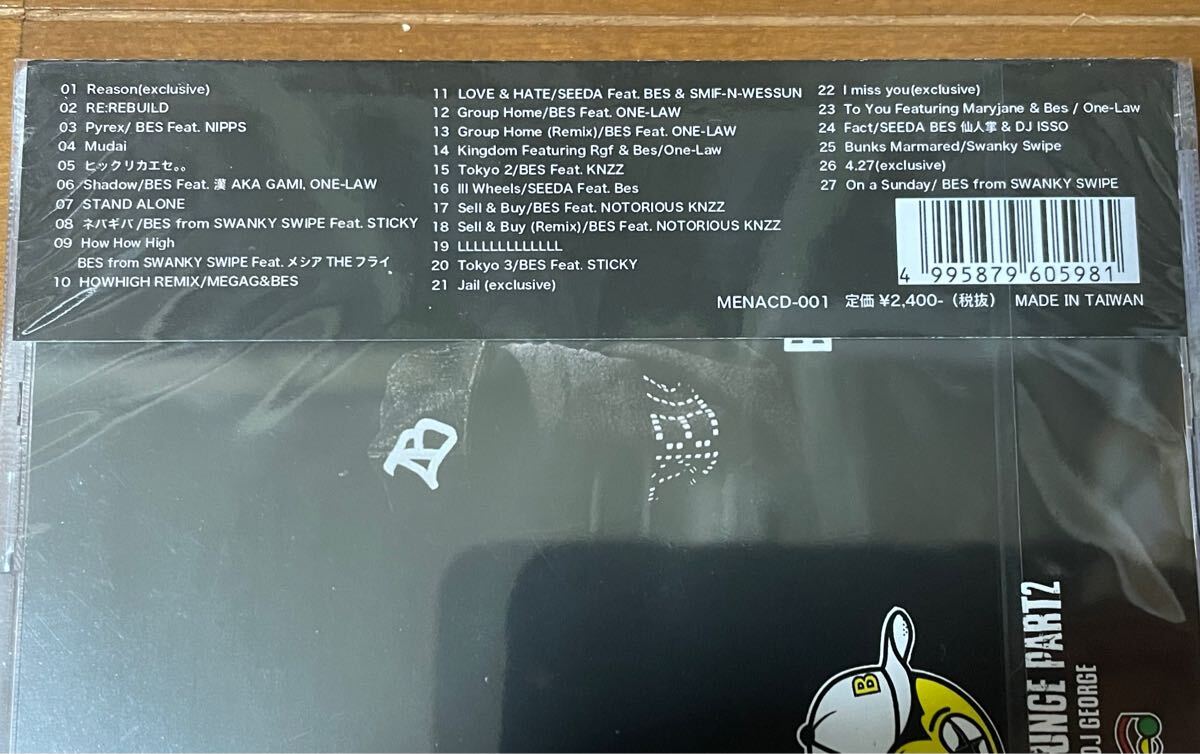 01 Reason(exclusive)
02 RE:REBUILD
03 Pyrex/ BES Feat. NIPPS
04 Mudai
05 ヒックリカエセ。。
06 Shadow/BES Feat. 漢 AKA GAMI, ONE-LAW
07 STAND ALONE
08 ネバギバ/BES from SWANKY SWIPE Feat. STICKY
09 How How High
BES from SWANKY SWIPE Feat. メシア THE フライ
10 HOWHIGH REMIX/MEGAG&BES
11 LOVE & HATE/SEEDA Feat. BES & SMIF-N-WESSUN
12 Group Home/BES Feat. ONE-LAW
13 Group Home (Remix)/BES Feat. ONE-LAW
14 Kingdom Featuring Rgf & Bes/One-Law
15 Tokyo 2/BES Feat. KNZZ
16 Ill Wheels/SEEDA Feat. Bes
17 Sell & Buy/BES Feat. NOTORIOUS KNZZ
18 Sell & Buy (Remix)/BES Feat. NOTORIOUS KNZZ
19 LLLLLLLLLLLLL
20 Tokyo 3/BES Feat. STICKY
21 Jail (exclusive)
22 I miss you(exclusive)
23 To You Featuring Maryjane & Bes / One-Law
24 Fact/SEEDA BES 仙人掌 & DJ ISSO
25 Bunks Marmared/Swanky Swipe
26 4.27(exclusive)
27 On a Sunday/ BES from SWANKY SWIPE
4 995879 605981
MENACD-001 定価 ¥2,400-（税抜） MADE IN TAIWAN
B
B
UNGE PART2
DJ GEORGE